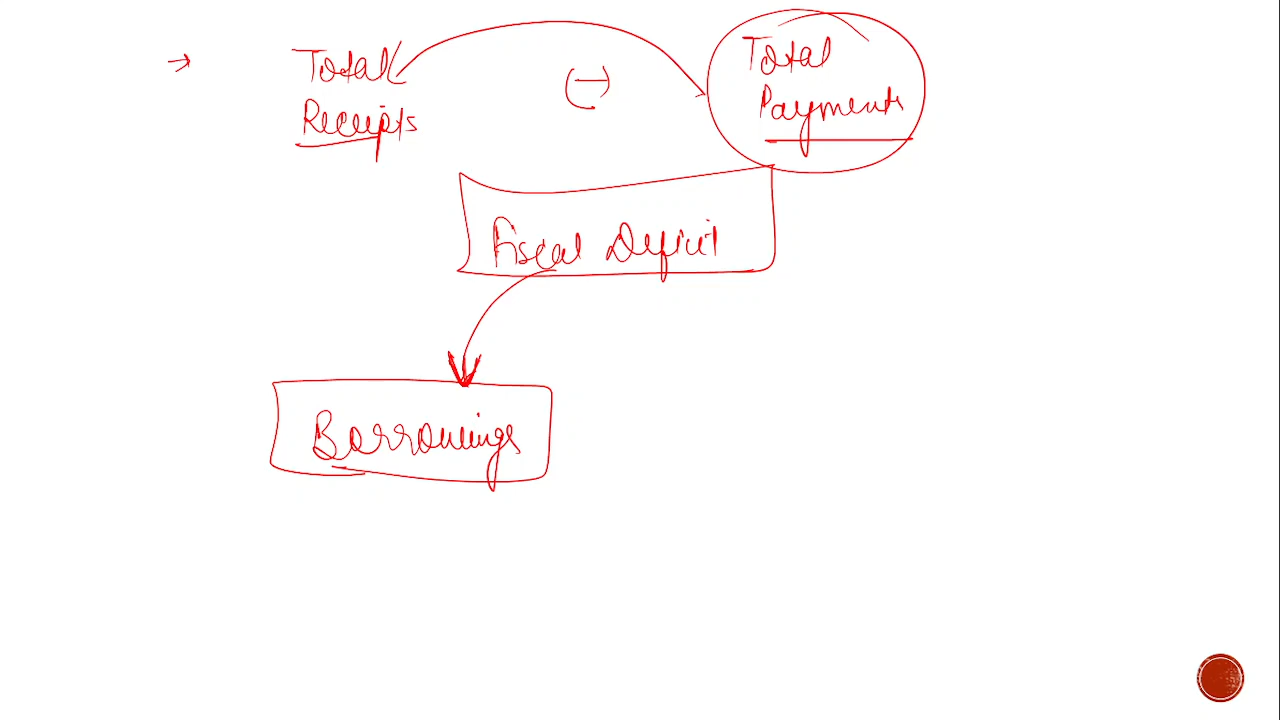 → Total
Receipts
(-)
Total
Payments
Fiscal Deficit
Borrowings